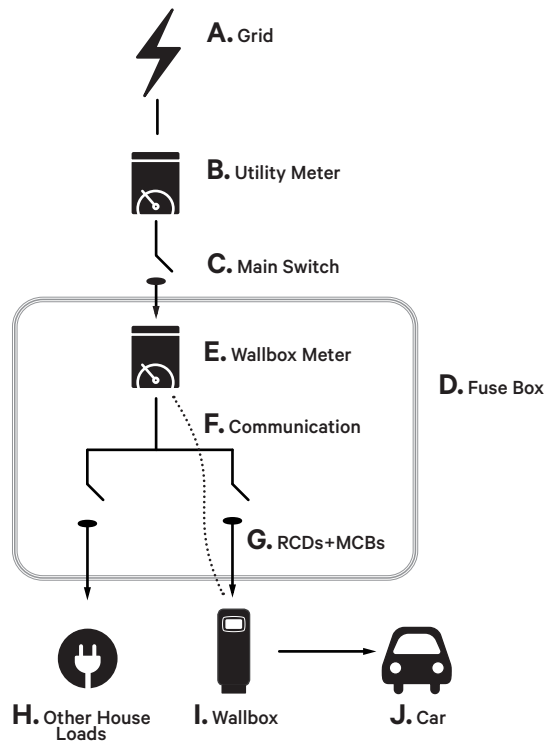 A. Grid
B. Utility Meter
C. Main Switch
E. Wallbox Meter
D. Fuse Box
F. Communication
G. RCDs+MCBs
H. Other House
Loads
I. Wallbox
J. Car